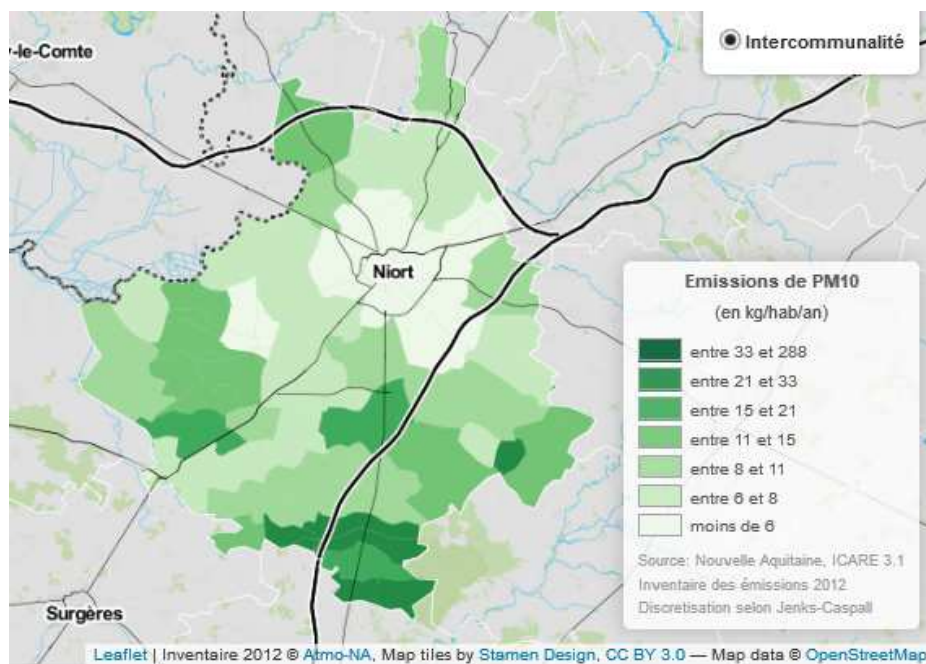 y-le-Comte
Intercommunalité
Niort
Emissions de PM10
(en kg/hab/an)
entre 33 et 288
entre 21 et 33
entre 15 et 21
entre 11 et 15
entre 8 et 11
entre 6 et 8
moins de 6
Source: Nouvelle Aquitaine, ICARE 3.1
Inventaire des émissions 2012
Discretisation selon Jenks-Caspall
Surgères
Leaflet | Inventaire 2012 © Atmo-NA, Map tiles by Stamen Design, CC BY 3.0 — Map data © OpenStreetMap